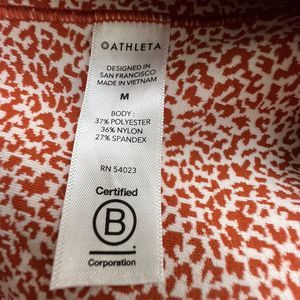 ATHLETA
DESIGNED IN
SAN FRANCISCO
MADE IN VIETNAM
M
BODY :
37% POLYESTER
36% NYLON
27% SPANDEX
RN 54023
Certified
B
Corporation